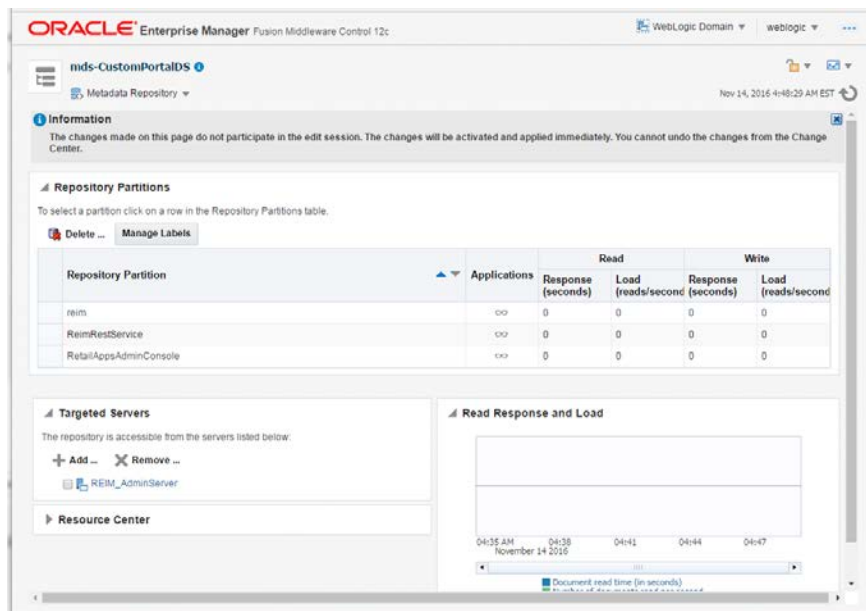 ORACLE Enterprise Manager Fusion Middleware Control 12c
WebLogic Domain
weblogic
mds-CustomPortalDS
Metadata Repository
Nov 14, 2016 4:48:29 AM EST
Information
The changes made on this page do not participate in the edit session. The changes will be activated and applied immediately. You cannot undo the changes from the Change
Center.
Repository Partitions
To select a partition click on a row in the Repository Partitions table.
Delete ... Manage Labels
Read Write
Repository Partition Applications Response (seconds) Load (reads/second Response (seconds) Load (reads/second
reim 0 0 0 0
ReimRestService 0 0 0 0
RetailAppsAdminConsole 0 0 0 0
Targeted Servers
The repository is accessible from the servers listed below:
Add ... Remove ...
REIM_AdminServer
Resource Center
Read Response and Load
04:35 AM 04:38 04:41 04:44 04:47
November 14 2016
Document read time (in seconds)
Number of documents read per second